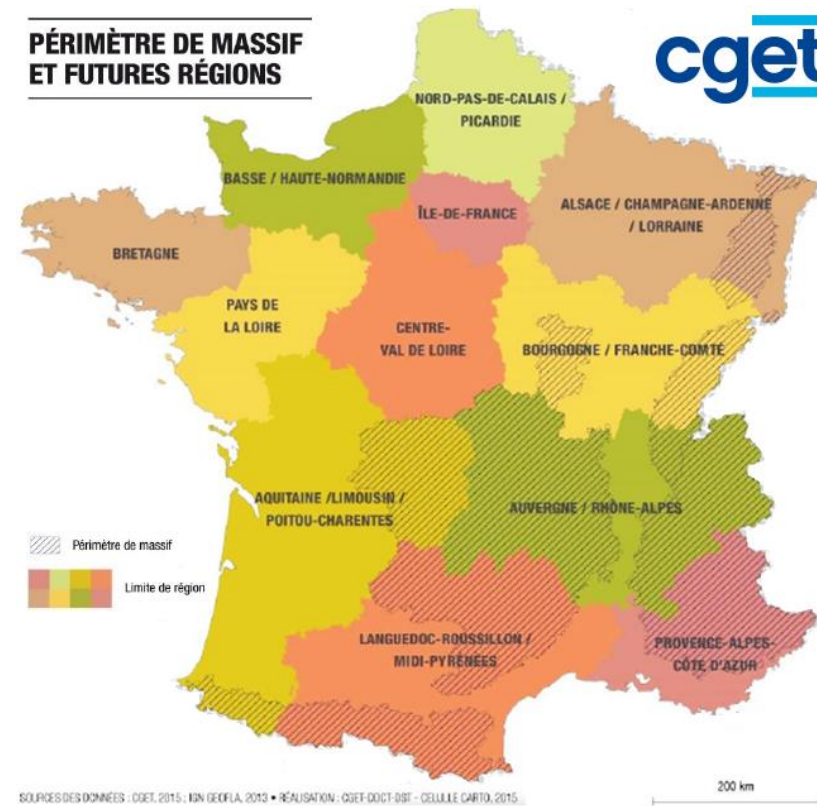 PÉRIMÈTRE DE MASSIF
ET FUTURES RÉGIONS
cget
NORD-PAS-DE-CALAIS /
PICARDIE
BASSE / HAUTE-NORMANDIE
ÎLE-DE-FRANCE
ALSACE / CHAMPAGNE-ARDENNE
/ LORRAINE
BRETAGNE
PAYS DE
LA LOIRE
CENTRE-
VAL DE LOIRE
BOURGOGNE / FRANCHE-COMTÉ
AQUITAINE /LIMOUSIN /
POITOU-CHARENTES
AUVERGNE / RHÔNE-ALPES
Périmètre de massif
Limite de région
LANGUEDOC-ROUSSILLON /
MIDI-PYRÉNÉES
PROVENCE-ALPES-
CÔTE D'AZUR
200 km
SOURCES DES DONNÉES : CGET, 2015 ; IGN GEOFLA, 2013 • RÉALISATION : CGET-DDCT-DST - CELLULE CARTO, 2015